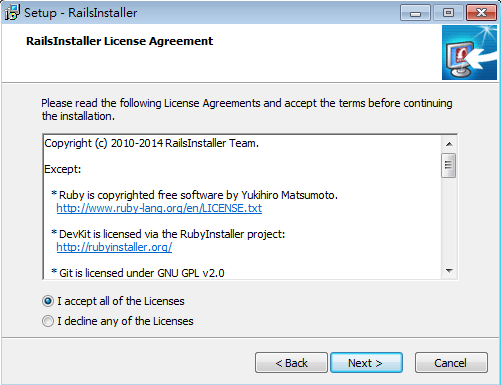 Setup - RailsInstaller
RailsInstaller License Agreement
Please read the following License Agreements and accept the terms before continuing
the installation.
Copyright (c) 2010-2014 RailsInstaller Team.
Except:
* Ruby is copyrighted free software by Yukihiro Matsumoto.
http://www.ruby-lang.org/en/LICENSE.txt
* DevKit is licensed via the RubyInstaller project:
http://rubyinstaller.org/
* Git is licensed under GNU GPL v2.0
I accept all of the Licenses
I decline any of the Licenses
< Back
Next >
Cancel